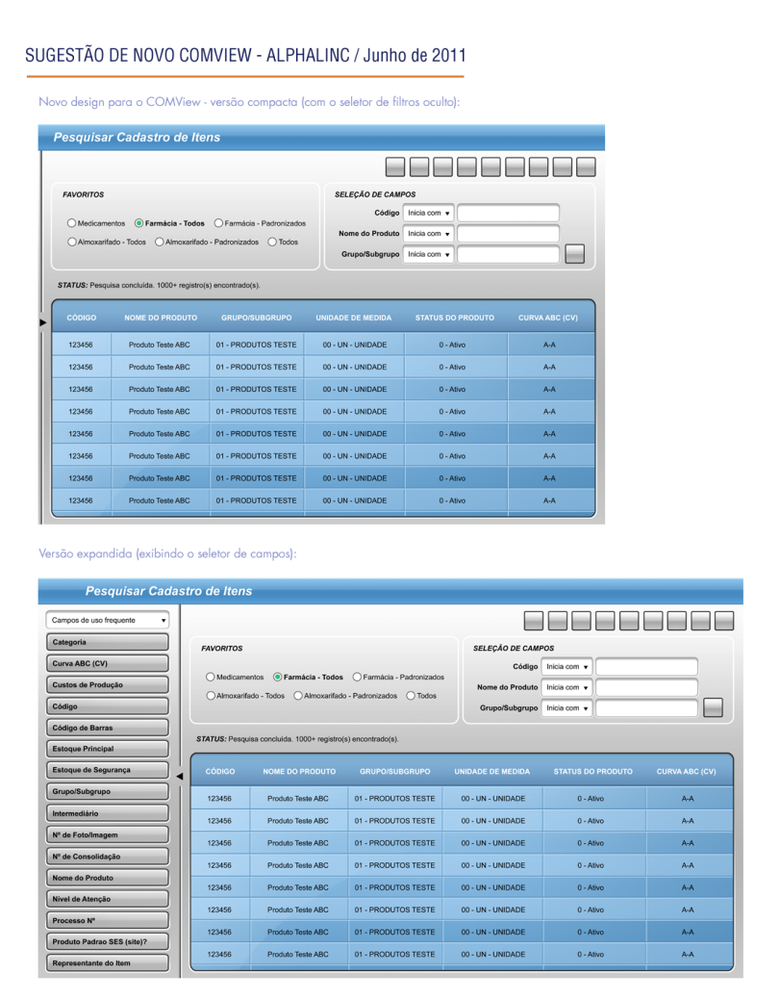 SUGESTÃO DE NOVO COMVIEW - ALPHALINC / Junho de 2011
Novo design para o COMView - versão compacta (com o seletor de filtros oculto):
Pesquisar Cadastro de Itens
FAVORITOS
Medicamentos Farmácia - Todos Farmácia - Padronizados
Almoxarifado - Todos Almoxarifado - Padronizados Todos
SELEÇÃO DE CAMPOS
Código Inicia com
Nome do Produto Inicia com
Grupo/Subgrupo Inicia com
STATUS: Pesquisa concluída. 1000+ registro(s) encontrado(s).
CÓDIGO NOME DO PRODUTO GRUPO/SUBGRUPO UNIDADE DE MEDIDA STATUS DO PRODUTO CURVA ABC (CV)
123456 Produto Teste ABC 01 - PRODUTOS TESTE 00 - UN - UNIDADE 0 - Ativo A-A
123456 Produto Teste ABC 01 - PRODUTOS TESTE 00 - UN - UNIDADE 0 - Ativo A-A
123456 Produto Teste ABC 01 - PRODUTOS TESTE 00 - UN - UNIDADE 0 - Ativo A-A
123456 Produto Teste ABC 01 - PRODUTOS TESTE 00 - UN - UNIDADE 0 - Ativo A-A
123456 Produto Teste ABC 01 - PRODUTOS TESTE 00 - UN - UNIDADE 0 - Ativo A-A
123456 Produto Teste ABC 01 - PRODUTOS TESTE 00 - UN - UNIDADE 0 - Ativo A-A
123456 Produto Teste ABC 01 - PRODUTOS TESTE 00 - UN - UNIDADE 0 - Ativo A-A
123456 Produto Teste ABC 01 - PRODUTOS TESTE 00 - UN - UNIDADE 0 - Ativo A-A
Versão expandida (exibindo o seletor de campos):
Pesquisar Cadastro de Itens
Campos de uso frequente
Categoria
Curva ABC (CV)
Custos de Produção
Código
Código de Barras
Estoque Principal
Estoque de Segurança
Grupo/Subgrupo
Intermediário
Nº de Foto/Imagem
Nº de Consolidação
Nome do Produto
Nível de Atenção
Processo Nº
Produto Padrao SES (site)?
Representante do Item
FAVORITOS
Medicamentos Farmácia - Todos Farmácia - Padronizados
Almoxarifado - Todos Almoxarifado - Padronizados Todos
SELEÇÃO DE CAMPOS
Código Inicia com
Nome do Produto Inicia com
Grupo/Subgrupo Inicia com
STATUS: Pesquisa concluída. 1000+ registro(s) encontrado(s).
CÓDIGO NOME DO PRODUTO GRUPO/SUBGRUPO UNIDADE DE MEDIDA STATUS DO PRODUTO CURVA ABC (CV)
123456 Produto Teste ABC 01 - PRODUTOS TESTE 00 - UN - UNIDADE 0 - Ativo A-A
123456 Produto Teste ABC 01 - PRODUTOS TESTE 00 - UN - UNIDADE 0 - Ativo A-A
123456 Produto Teste ABC 01 - PRODUTOS TESTE 00 - UN - UNIDADE 0 - Ativo A-A
123456 Produto Teste ABC 01 - PRODUTOS TESTE 00 - UN - UNIDADE 0 - Ativo A-A
123456 Produto Teste ABC 01 - PRODUTOS TESTE 00 - UN - UNIDADE 0 - Ativo A-A
123456 Produto Teste ABC 01 - PRODUTOS TESTE 00 - UN - UNIDADE 0 - Ativo A-A
123456 Produto Teste ABC 01 - PRODUTOS TESTE 00 - UN - UNIDADE 0 - Ativo A-A
123456 Produto Teste ABC 01 - PRODUTOS TESTE 00 - UN - UNIDADE 0 - Ativo A-A